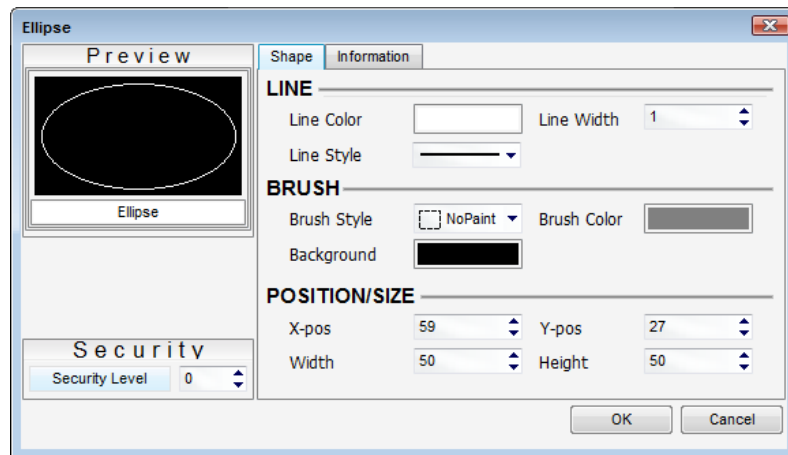 Ellipse
Preview
Ellipse
Security
Security Level 0
Shape Information
LINE
Line Color Line Width 1
Line Style
BRUSH
Brush Style NoPaint Brush Color
Background
POSITION/SIZE
X-pos 59 Y-pos 27
Width 50 Height 50
OK Cancel